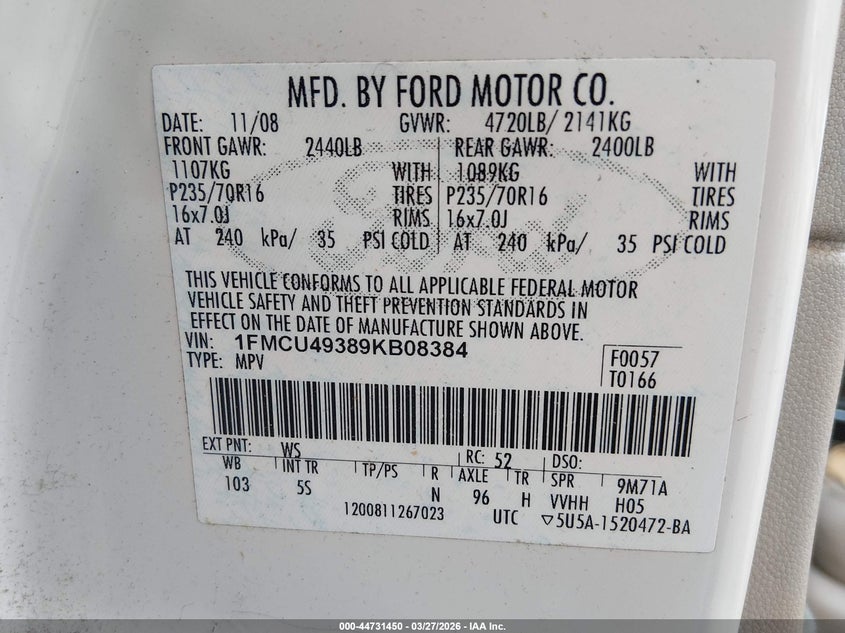 MFD. BY FORD MOTOR CO.
DATE: 11/08 GVWR: 4720LB/ 2141KG
FRONT GAWR: 2440LB REAR GAWR: 2400LB
1107KG WITH 1089KG WITH
P235/70R16 TIRES P235/70R16 TIRES
16x7.0J RIMS 16x7.0J RIMS
AT 240 kPa/ 35 PSI COLD AT 240 kPa/ 35 PSI COLD
THIS VEHICLE CONFORMS TO ALL APPLICABLE FEDERAL MOTOR
VEHICLE SAFETY AND THEFT PREVENTION STANDARDS IN
EFFECT ON THE DATE OF MANUFACTURE SHOWN ABOVE.
VIN: 1FMCU49389KB08384
TYPE: MPV
F0057
T0166
EXT PNT: WS RC: 52 DSO:
WB INT TR TP/PS R AXLE TR SPR 9M71A
103 5S N 96 H VVHH H05
1200811267023 UTC ▽5U5A-1520472-BA
Ford
000-44731450 | 03/27/2026 - IAA Inc.